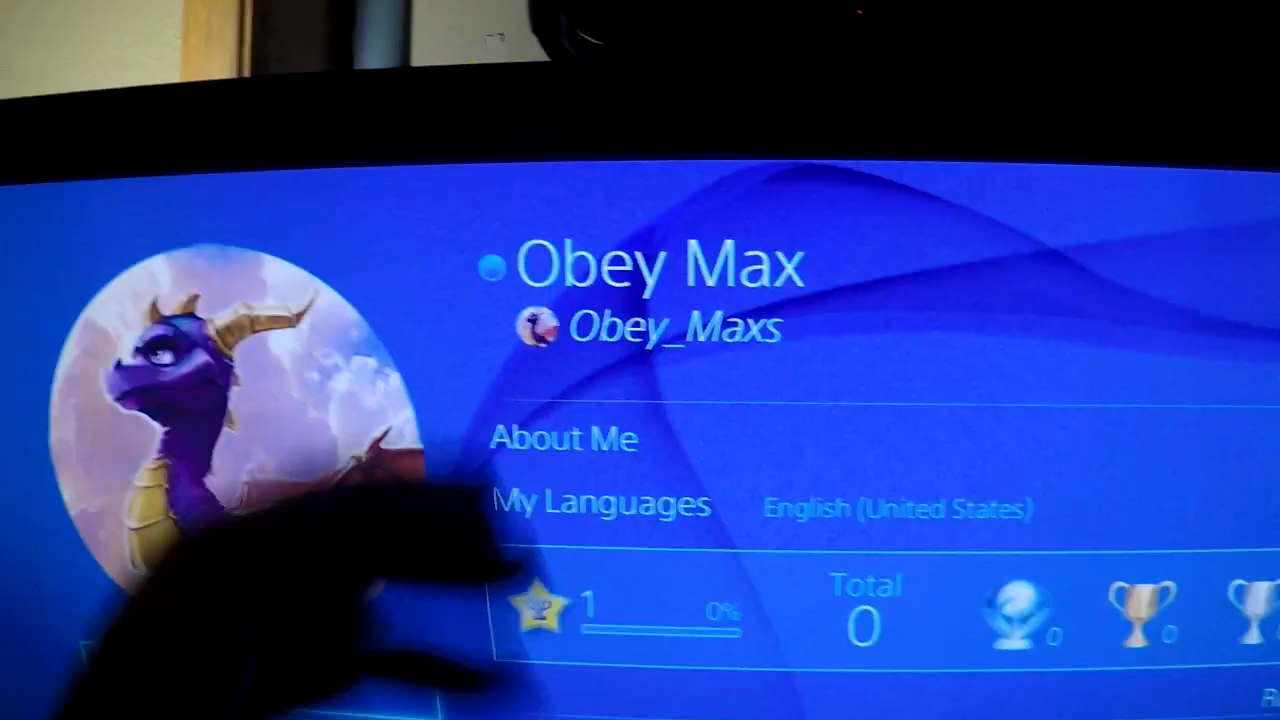 Obey Max
Obey_Maxs
About Me
My Languages English (United States)
1 0% Total 0 0 0